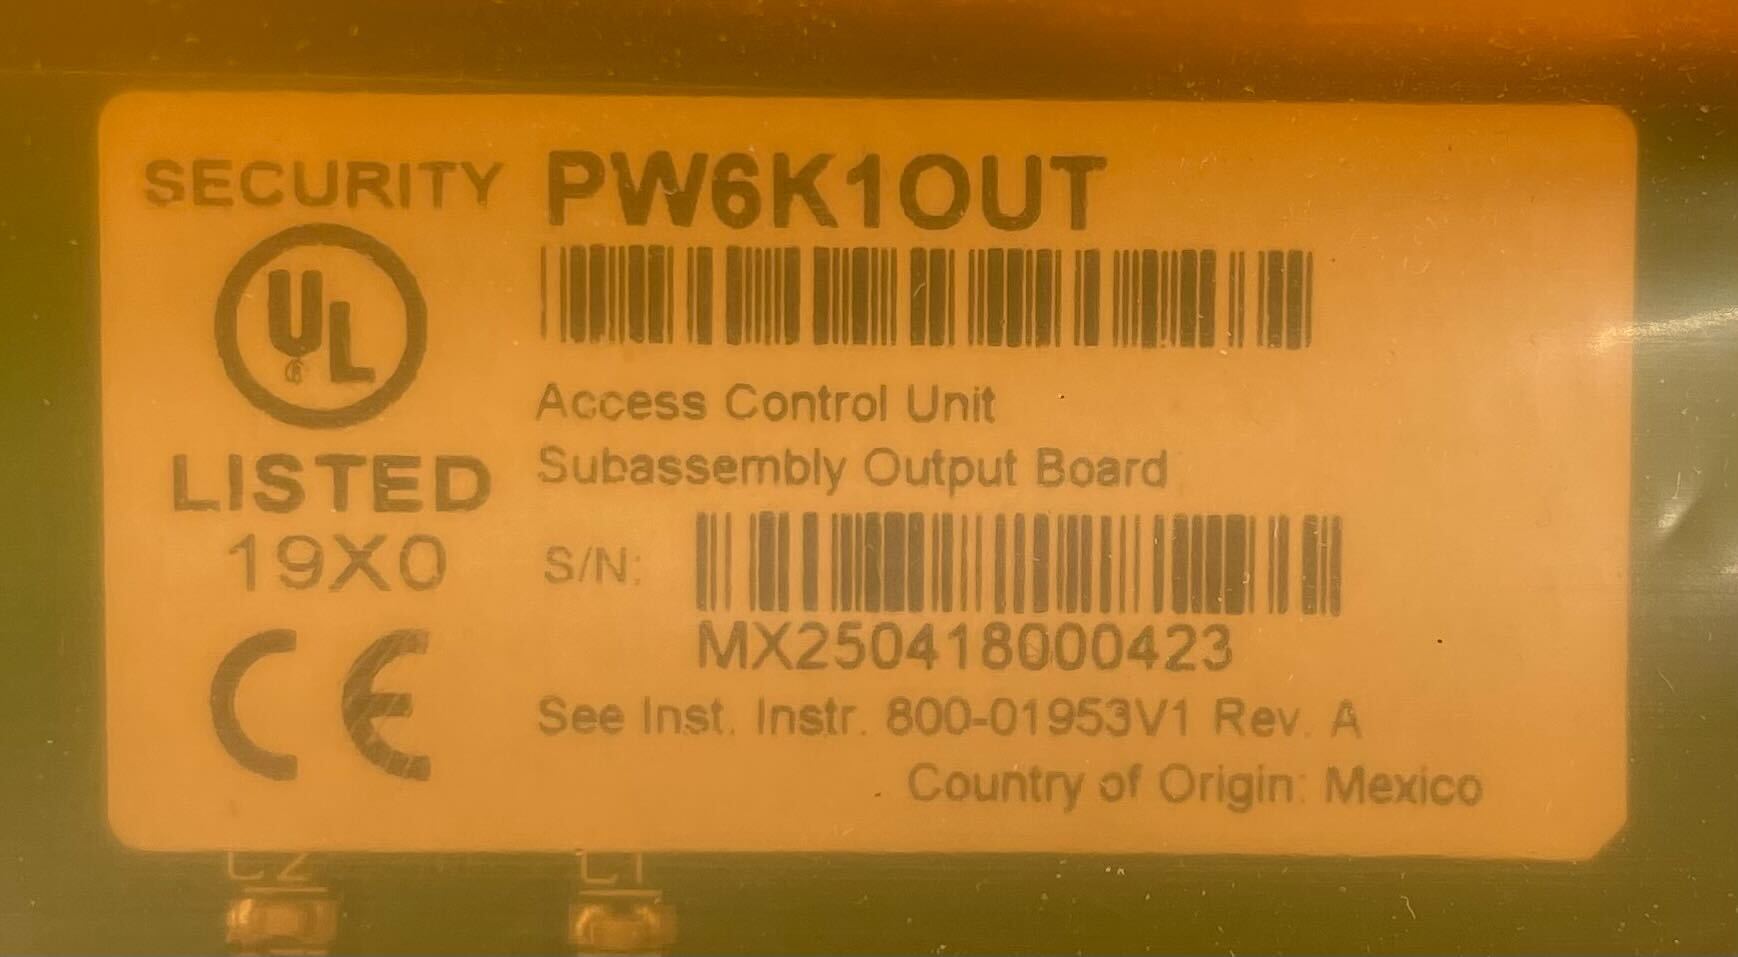 SECURITY
UL
LISTED
19X0
CE
PW6K1OUT
Access Control Unit
Subassembly Output Board
S/N:
MX250418000423
See Inst. Instr. 800-01953V1 Rev. A
Country of Origin: Mexico